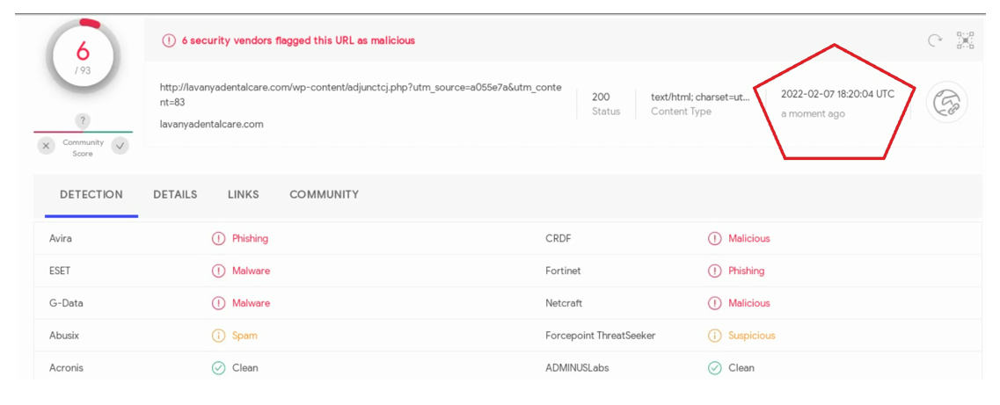 6
/ 93
?
Community
Score
6 security vendors flagged this URL as malicious
http://lavanyadentalcare.com/wp-content/adjunctcj.php?utm_source=a055e7a&utm_conte
nt=83
lavanyadentalcare.com
200
Status
text/html; charset=ut...
Content Type
2022-02-07 18:20:04 UTC
a moment ago
DETECTION DETAILS LINKS COMMUNITY
Avira Phishing CRDF Malicious
ESET Malware Fortinet Phishing
G-Data Malware Netcraft Malicious
Abusix Spam Forcepoint ThreatSeeker Suspicious
Acronis Clean ADMINUSLabs Clean